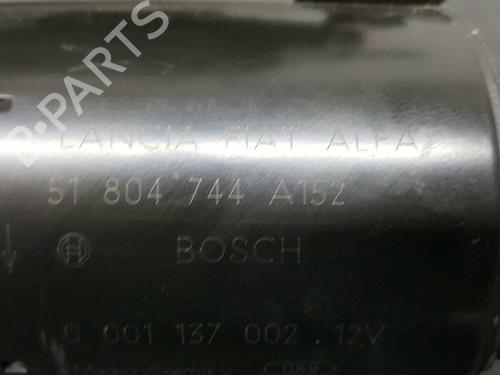 B-PARTS
LANCIA FIAT ALFA
51 804 744 A152
BOSCH
0 001 137 002 . 12V